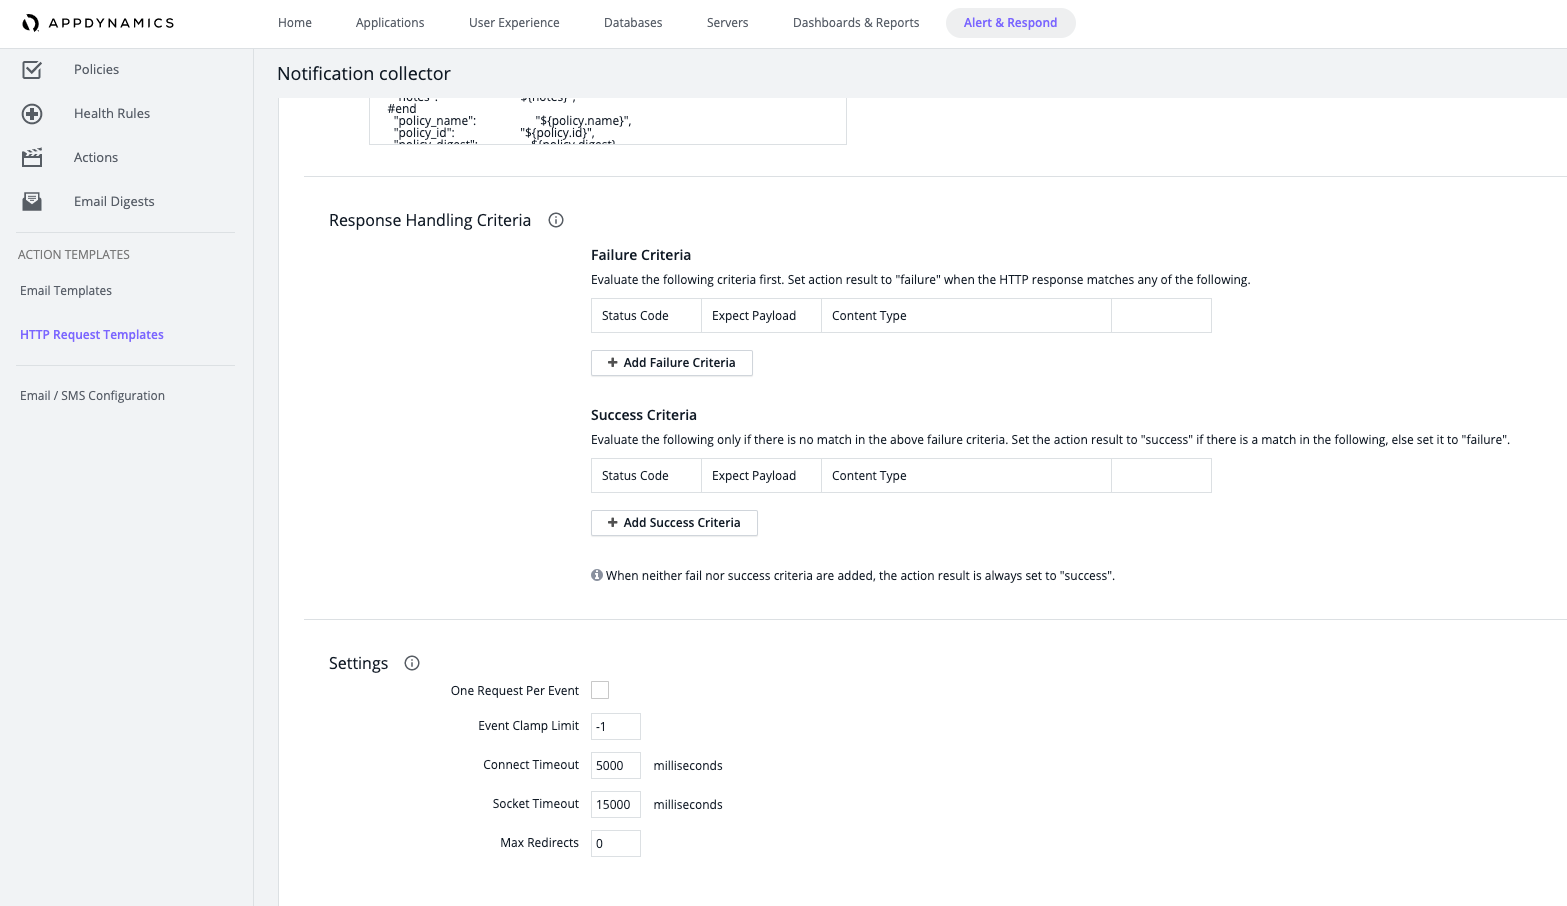 APPDYNAMICS
Home Applications User Experience Databases Servers Dashboards & Reports Alert & Respond
Policies
Health Rules
Actions
Email Digests
ACTION TEMPLATES
Email Templates
HTTP Request Templates
Email / SMS Configuration
Notification collector
"notes": "${notes}",
#end
"policy_name": "${policy.name}",
"policy_id": "${policy.id}",
"policy_digest": ${policy.digest}
Response Handling Criteria
Failure Criteria
Evaluate the following criteria first. Set action result to "failure" when the HTTP response matches any of the following.
Status Code Expect Payload Content Type
+ Add Failure Criteria
Success Criteria
Evaluate the following only if there is no match in the above failure criteria. Set the action result to "success" if there is a match in the following, else set it to "failure".
Status Code Expect Payload Content Type
+ Add Success Criteria
When neither fail nor success criteria are added, the action result is always set to "success".
Settings
One Request Per Event
Event Clamp Limit -1
Connect Timeout 5000 milliseconds
Socket Timeout 15000 milliseconds
Max Redirects 0